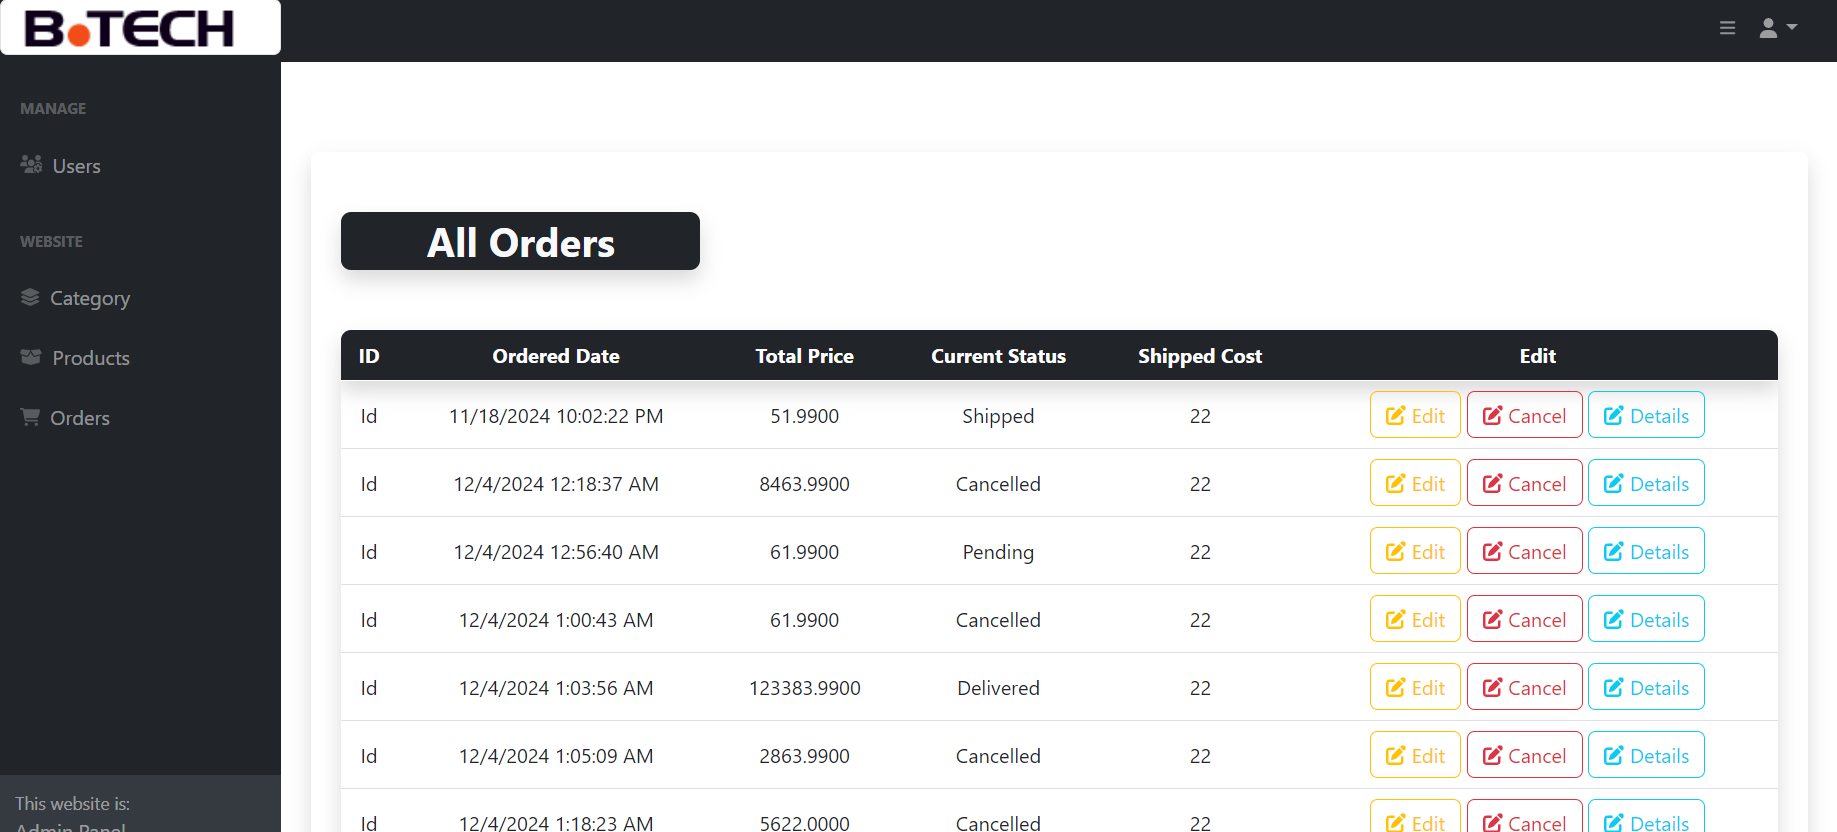 B.TECH
MANAGE
Users
WEBSITE
Category
Products
Orders
This website is:
Admin Panel
All Orders
ID Ordered Date Total Price Current Status Shipped Cost Edit
Id 11/18/2024 10:02:22 PM 51.9900 Shipped 22 Edit Cancel Details
Id 12/4/2024 12:18:37 AM 8463.9900 Cancelled 22 Edit Cancel Details
Id 12/4/2024 12:56:40 AM 61.9900 Pending 22 Edit Cancel Details
Id 12/4/2024 1:00:43 AM 61.9900 Cancelled 22 Edit Cancel Details
Id 12/4/2024 1:03:56 AM 123383.9900 Delivered 22 Edit Cancel Details
Id 12/4/2024 1:05:09 AM 2863.9900 Cancelled 22 Edit Cancel Details
Id 12/4/2024 1:18:23 AM 5622.0000 Cancelled 22 Edit Cancel Details